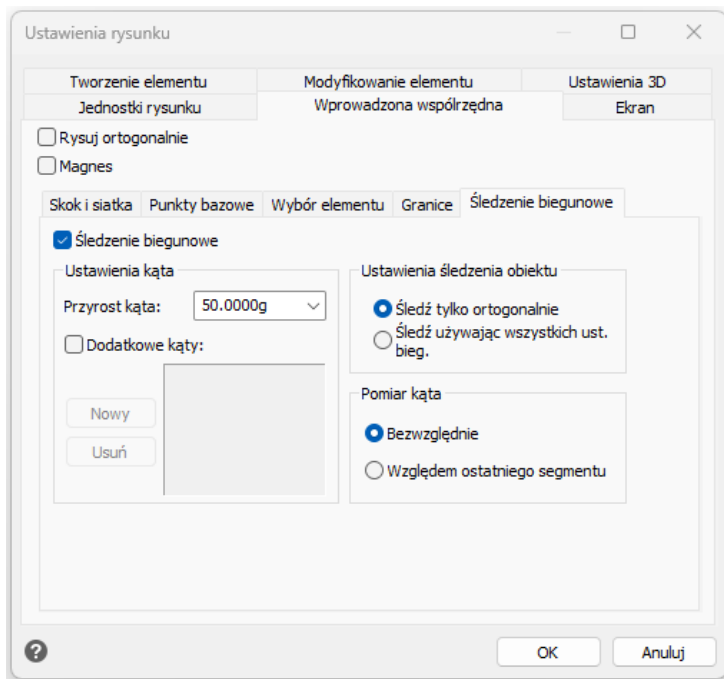 Ustawienia rysunku
Tworzenie elementu
Modyfikowanie elementu
Ustawienia 3D
Jednostki rysunku
Wprowadzona współrzędna
Ekran
Rysuj ortogonalnie
Magnes
Skok i siatka
Punkty bazowe
Wybór elementu
Granice
Śledzenie biegunowe
Śledzenie biegunowe
Ustawienia kąta
Przyrost kąta:
50.0000g
Dodatkowe kąty:
Nowy
Usuń
Ustawienia śledzenia obiektu
Śledź tylko ortogonalnie
Śledź używając wszystkich ust.
bieg.
Pomiar kąta
Bezwzględnie
Względem ostatniego segmentu
?
OK
Anuluj